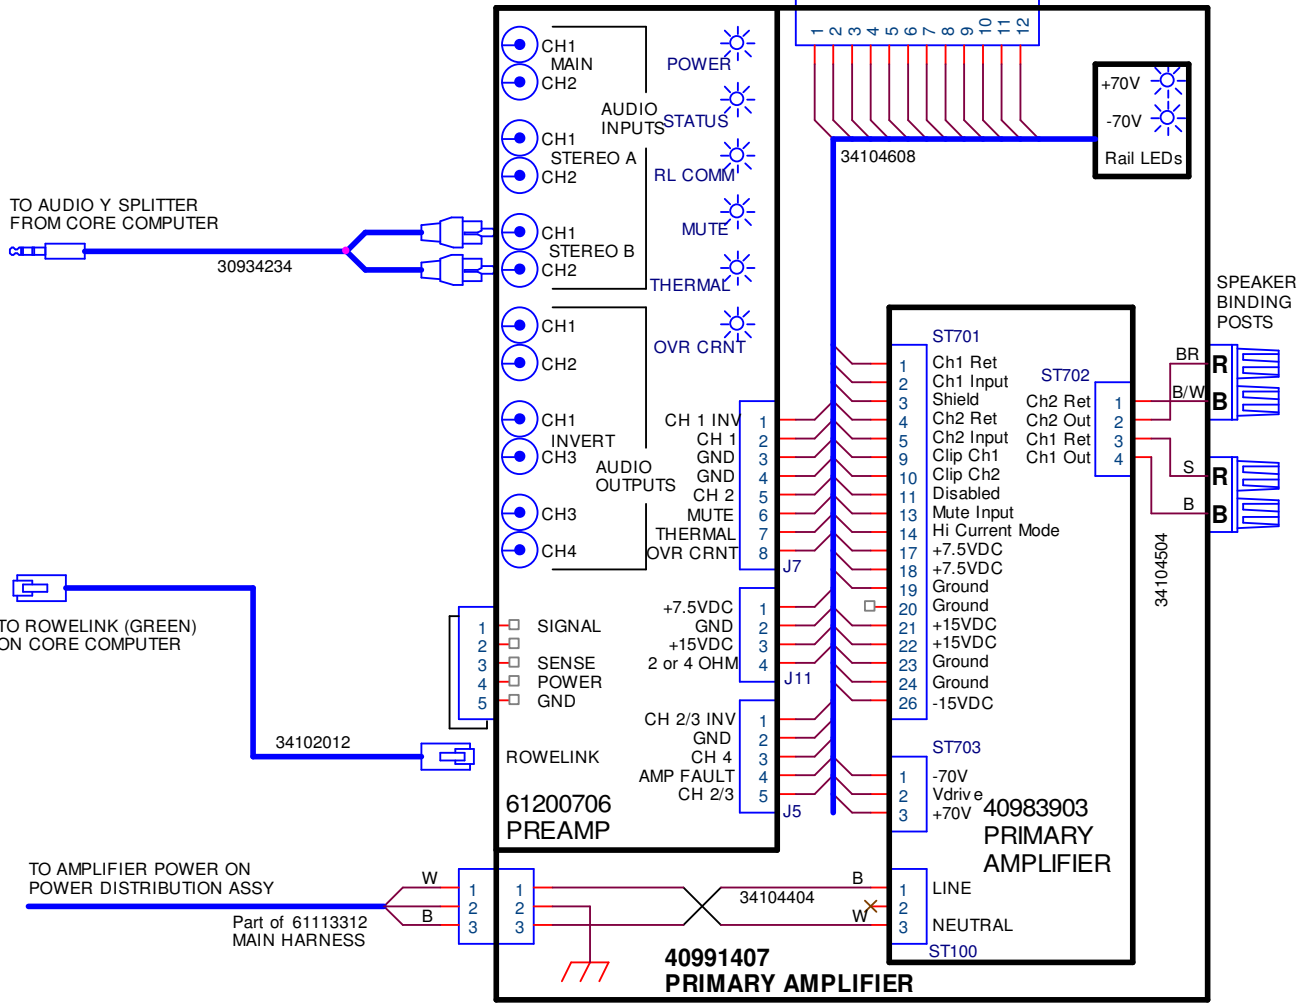 1 2 3 4 5 6 7 8 9 10 11 12
CH1
MAIN
CH2
AUDIO
INPUTS
CH1
STEREO A
CH2
CH1
STEREO B
CH2
CH1
CH2
CH1
INVERT
CH3
AUDIO
OUTPUTS
CH3
CH4
POWER
STATUS
RL COMM
MUTE
THERMAL
OVR CRNT
34104608
+70V
-70V
Rail LEDs
TO AUDIO Y SPLITTER
FROM CORE COMPUTER
30934234
CH 1 INV 1
CH 1 2
GND 3
GND 4
CH 2 5
MUTE 6
THERMAL 7
OVR CRNT 8
J7
+7.5VDC 1
GND 2
+15VDC 3
2 or 4 OHM 4
J11
CH 2/3 INV 1
GND 2
CH 4 3
AMP FAULT 4
CH 2/3 5
J5
ST701
1 Ch1 Ret
2 Ch1 Input
3 Shield
4 Ch2 Ret
5 Ch2 Input
9 Clip Ch1
10 Clip Ch2
11 Disabled
13 Mute Input
14 Hi Current Mode
17 +7.5VDC
18 +7.5VDC
19 Ground
20 Ground
21 +15VDC
22 +15VDC
23 Ground
24 Ground
26 -15VDC
ST702
Ch2 Ret 1
Ch2 Out 2
Ch1 Ret 3
Ch1 Out 4
SPEAKER
BINDING
POSTS
BR R
B/W B
S R
B B
34104504
ST703
1 -70V
2 Vdrive
3 +70V
40983903
PRIMARY
AMPLIFIER
TO ROWELINK (GREEN)
ON CORE COMPUTER
34102012
1 SIGNAL
2
3 SENSE
4 POWER
5 GND
ROWELINK
61200706
PREAMP
TO AMPLIFIER POWER ON
POWER DISTRIBUTION ASSY
Part of 61113312
MAIN HARNESS
W 1 1
2 2
B 3 3
34104404
B 1 LINE
2
W 3 NEUTRAL
ST100
40991407
PRIMARY AMPLIFIER